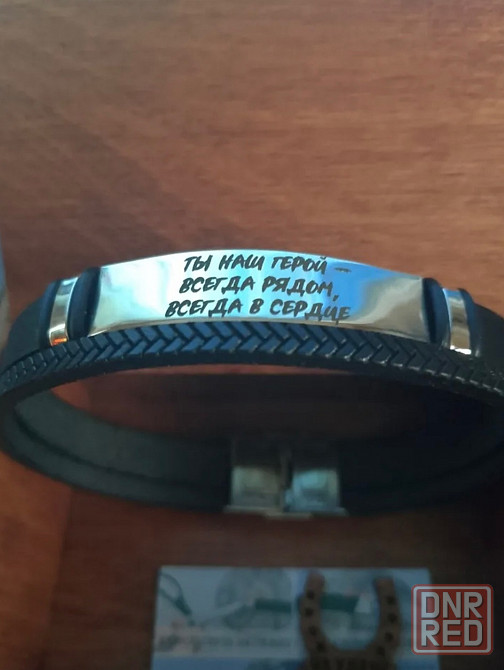 ТЫ НАШ ГЕРОЙ —
ВСЕГДА РЯДОМ,
ВСЕГДА В СЕРДЦЕ
DNR
RED